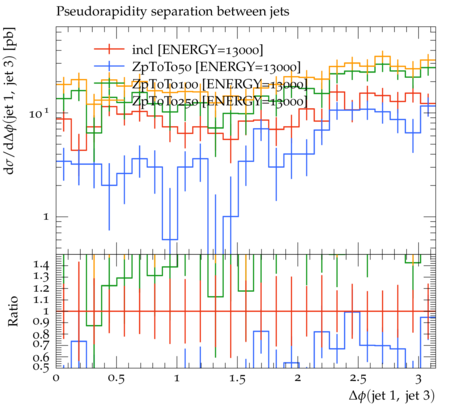 Pseudorapidity separation between jets
dσ/dΔϕ(jet 1, jet 3) [pb]
incl [ENERGY=13000]
ZpToTo50 [ENERGY=13000]
ZpToTo100 [ENERGY=13000]
ZpToTo250 [ENERGY=13000]
10¹
1
Ratio
1.4
1.3
1.2
1.1
1
0.9
0.8
0.7
0.6
0.5
0 0.5 1 1.5 2 2.5 3
Δϕ(jet 1, jet 3)